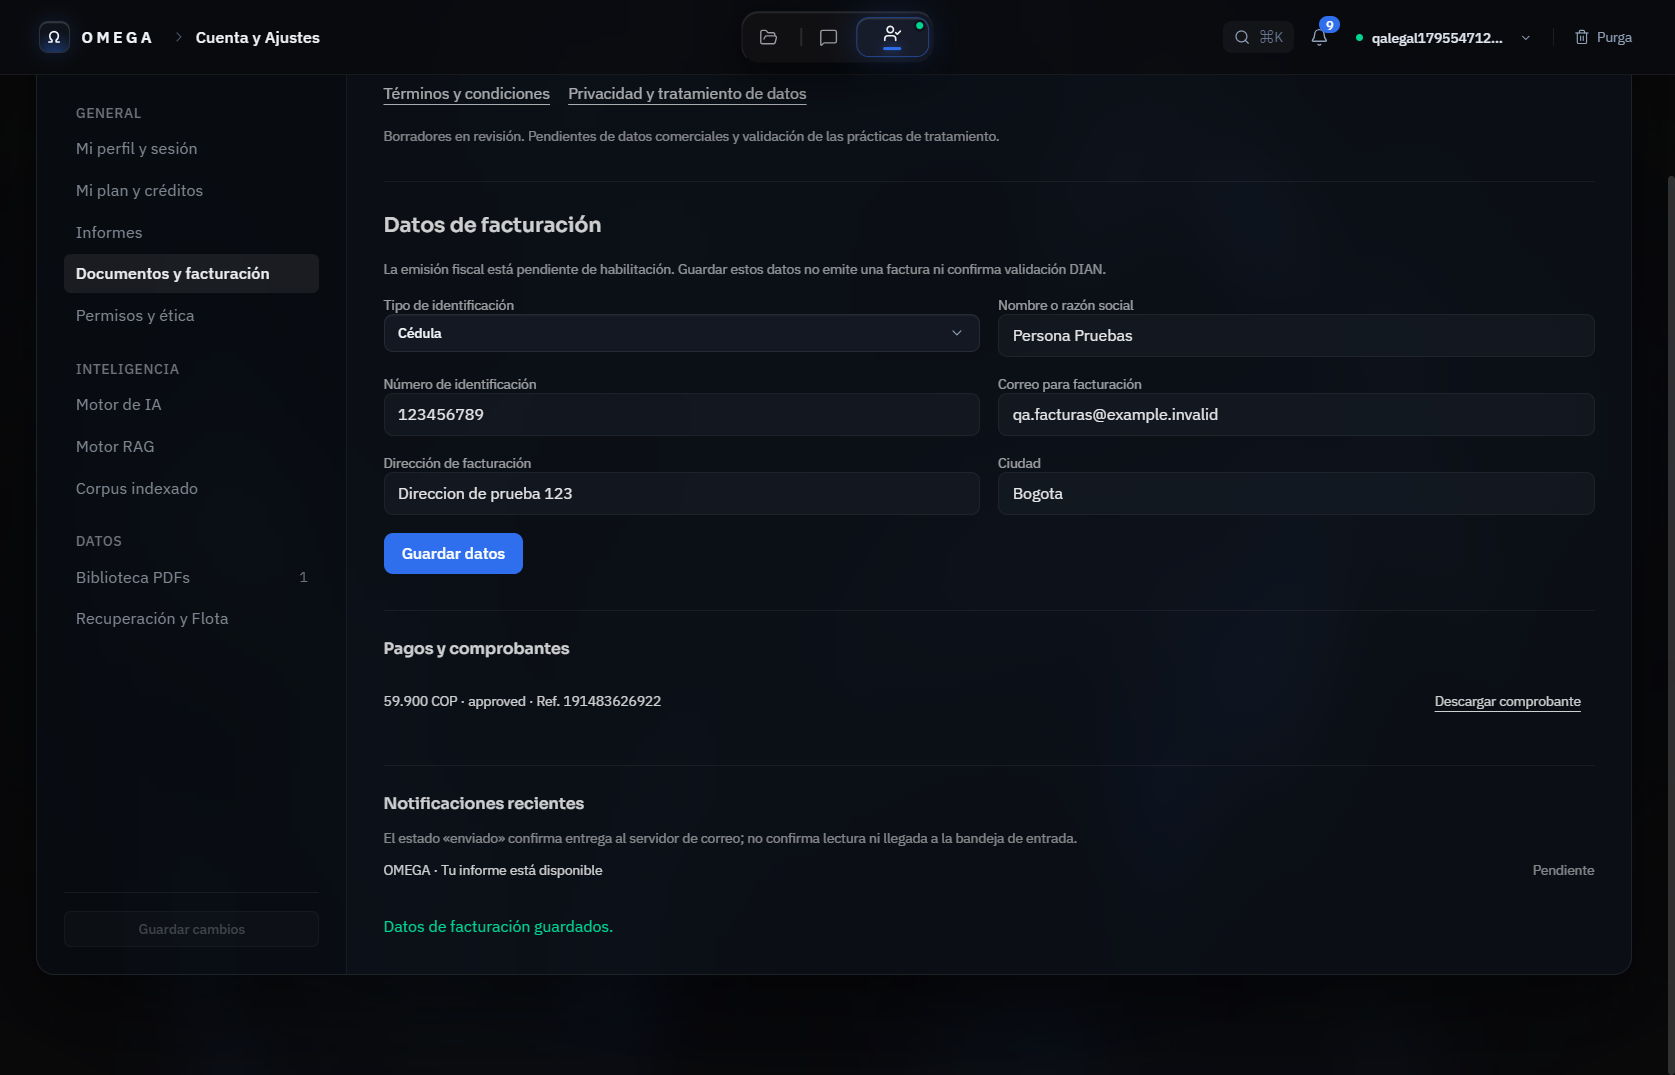 Ω OMEGA > Cuenta y Ajustes
⌘K
9
qalegal179554712...
Purga
GENERAL
Mi perfil y sesión
Mi plan y créditos
Informes
Documentos y facturación
Permisos y ética
INTELIGENCIA
Motor de IA
Motor RAG
Corpus indexado
DATOS
Biblioteca PDFs 1
Recuperación y Flota
Guardar cambios
Términos y condiciones Privacidad y tratamiento de datos
Borradores en revisión. Pendientes de datos comerciales y validación de las prácticas de tratamiento.
Datos de facturación
La emisión fiscal está pendiente de habilitación. Guardar estos datos no emite una factura ni confirma validación DIAN.
Tipo de identificación
Cédula
Nombre o razón social
Persona Pruebas
Número de identificación
123456789
Correo para facturación
qa.facturas@example.invalid
Dirección de facturación
Direccion de prueba 123
Ciudad
Bogota
Guardar datos
Pagos y comprobantes
59.900 COP · approved · Ref. 191483626922
Descargar comprobante
Notificaciones recientes
El estado «enviado» confirma entrega al servidor de correo; no confirma lectura ni llegada a la bandeja de entrada.
OMEGA · Tu informe está disponible
Pendiente
Datos de facturación guardados.